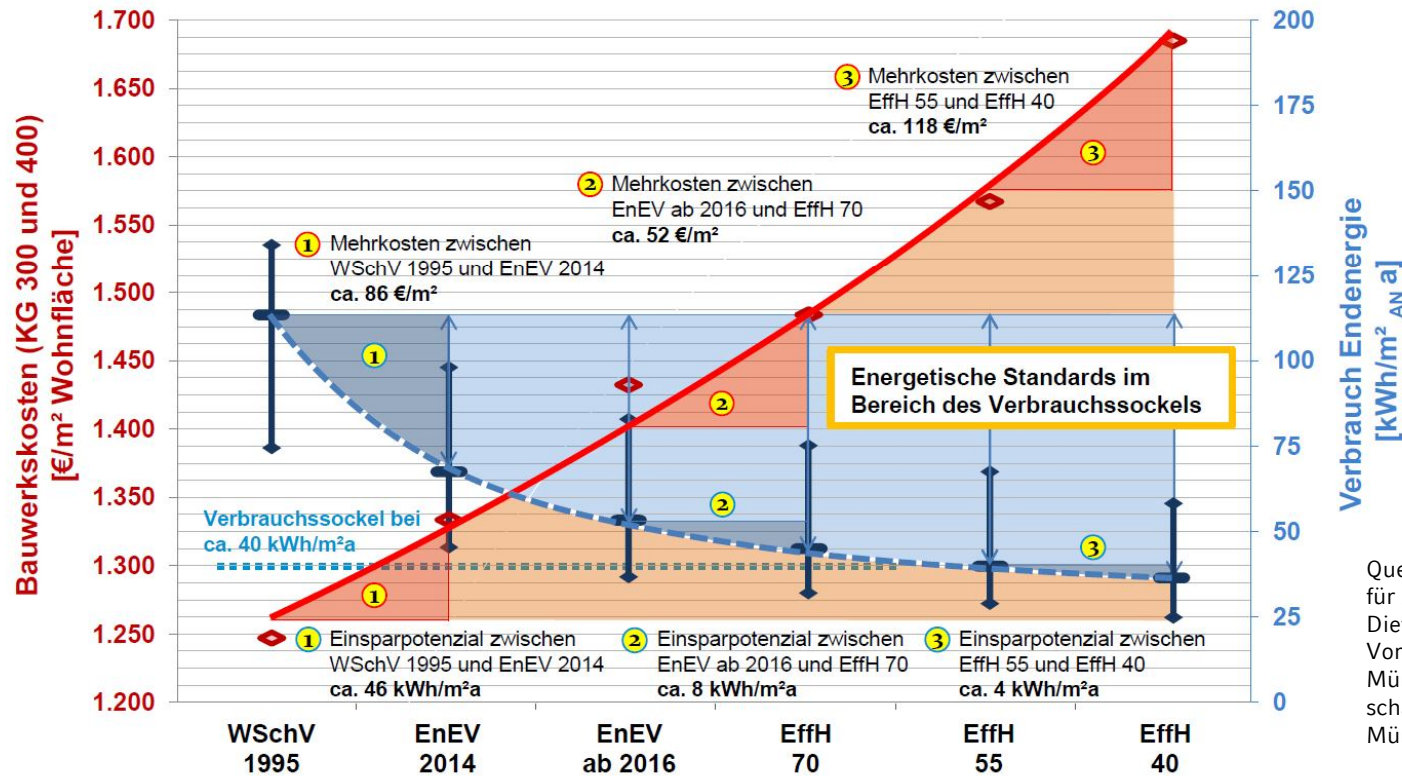 Bauwerkskosten (KG 300 und 400)
[€/m² Wohnfläche]
1.700
1.650
1.600
1.550
1.500
1.450
1.400
1.350
1.300
1.250
1.200
200
175
150
125
100
75
50
25
0
Verbrauch Endenergie
[kWh/m² AN a]
3 Mehrkosten zwischen
EffH 55 und EffH 40
ca. 118 €/m²
3
2 Mehrkosten zwischen
EnEV ab 2016 und EffH 70
ca. 52 €/m²
1 Mehrkosten zwischen
WSchV 1995 und EnEV 2014
ca. 86 €/m²
1
Energetische Standards im
Bereich des Verbrauchssockels
2
2
Verbrauchssockel bei
ca. 40 kWh/m²a
3
1
1 Einsparpotenzial zwischen
WSchV 1995 und EnEV 2014
ca. 46 kWh/m²a
2 Einsparpotenzial zwischen
EnEV ab 2016 und EffH 70
ca. 8 kWh/m²a
3 Einsparpotenzial zwischen
EffH 55 und EffH 40
ca. 4 kWh/m²a
WSchV
1995
EnEV
2014
EnEV
ab 2016
EffH
70
EffH
55
EffH
40
für